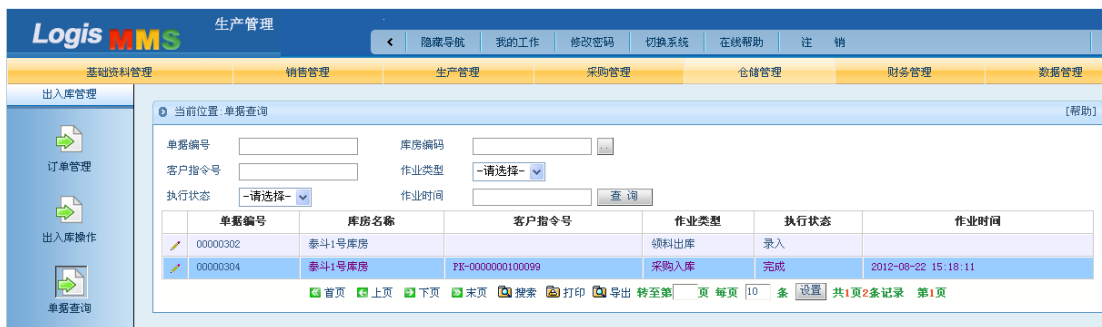 Logis MMS 生产管理
隐藏导航 我的工作 修改密码 切换系统 在线帮助 注 销
基础资料管理 销售管理 生产管理 采购管理 仓储管理 财务管理 数据管理
出入库管理
当前位置:单据查询 [帮助]
单据编号 库房编码 ..
订单管理
客户指令号 作业类型 -请选择-
执行状态 -请选择- 作业时间 查 询
单据编号 库房名称 客户指令号 作业类型 执行状态 作业时间
出入库操作
00000302 泰斗1号库房 领料出库 录入
00000304 泰斗1号库房 PK-0000000100099 采购入库 完成 2012-08-22 15:18:11
首页 上页 下页 末页 搜索 打印 导出 转至第 页 每页 10 条 设置 共1页2条记录 第1页
单据查询